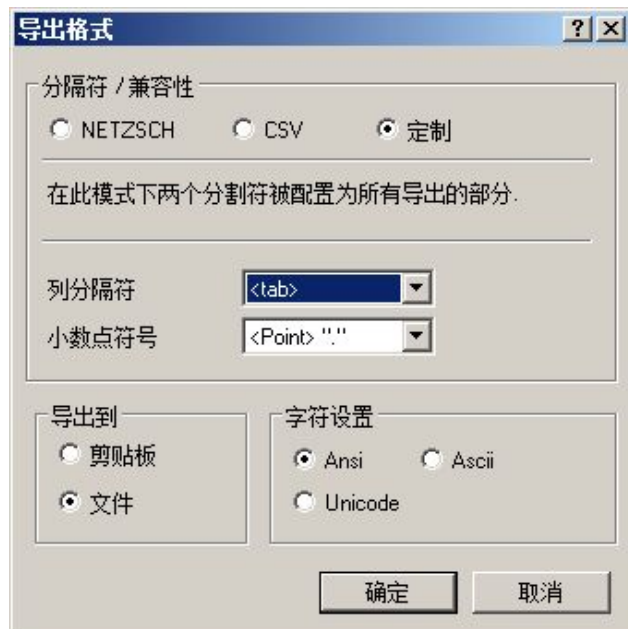 导出格式
分隔符 / 兼容性
NETZSCH CSV 定制
在此模式下两个分割符被配置为所有导出的部分.
列分隔符 <tab>
小数点符号 <Point> "."
导出到
剪贴板
文件
字符设置
Ansi Ascii
Unicode
确定 取消